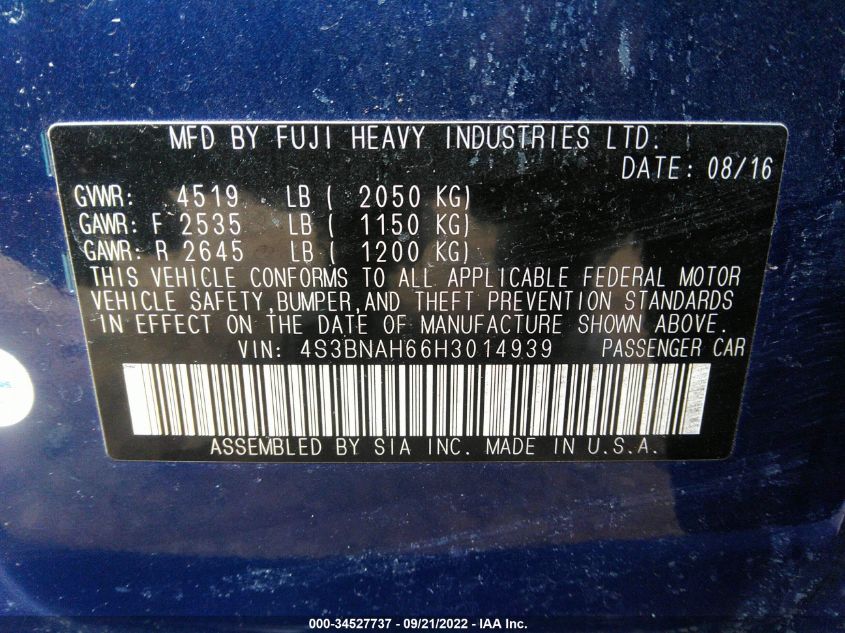 MFD BY FUJI HEAVY INDUSTRIES LTD.
DATE: 08/16
GVWR: 4519 LB ( 2050 KG)
GAWR: F 2535 LB ( 1150 KG)
GAWR: R 2645 LB ( 1200 KG)
THIS VEHICLE CONFORMS TO ALL APPLICABLE FEDERAL MOTOR
VEHICLE SAFETY,BUMPER,AND THEFT PREVENTION STANDARDS
IN EFFECT ON THE DATE OF MANUFACTURE SHOWN ABOVE.
VIN: 4S3BNAH66H3014939 PASSENGER CAR
ASSEMBLED BY SIA INC. MADE IN U.S.A.
000-34527737 - 09/21/2022 - IAA Inc.